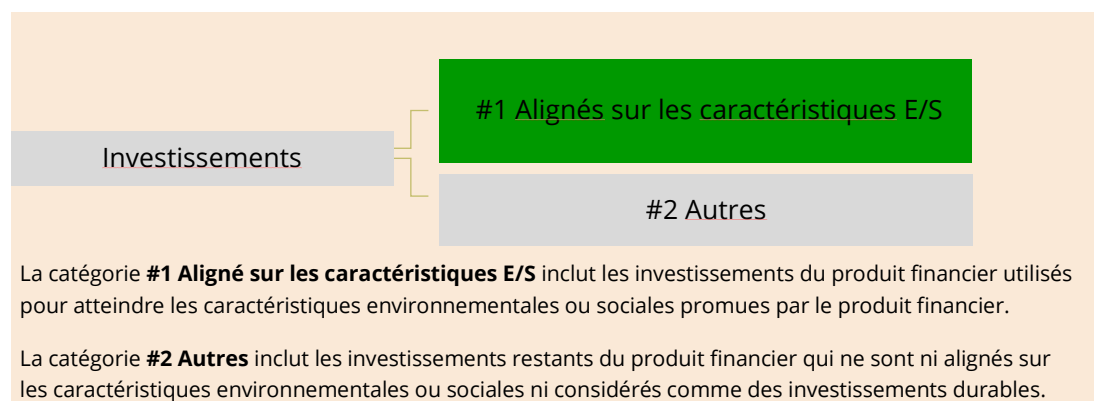 #1 Alignés sur les caractéristiques E/S
Investissements
#2 Autres
La catégorie #1 Aligné sur les caractéristiques E/S inclut les investissements du produit financier utilisés
pour atteindre les caractéristiques environnementales ou sociales promues par le produit financier.
La catégorie #2 Autres inclut les investissements restants du produit financier qui ne sont ni alignés sur
les caractéristiques environnementales ou sociales ni considérés comme des investissements durables.